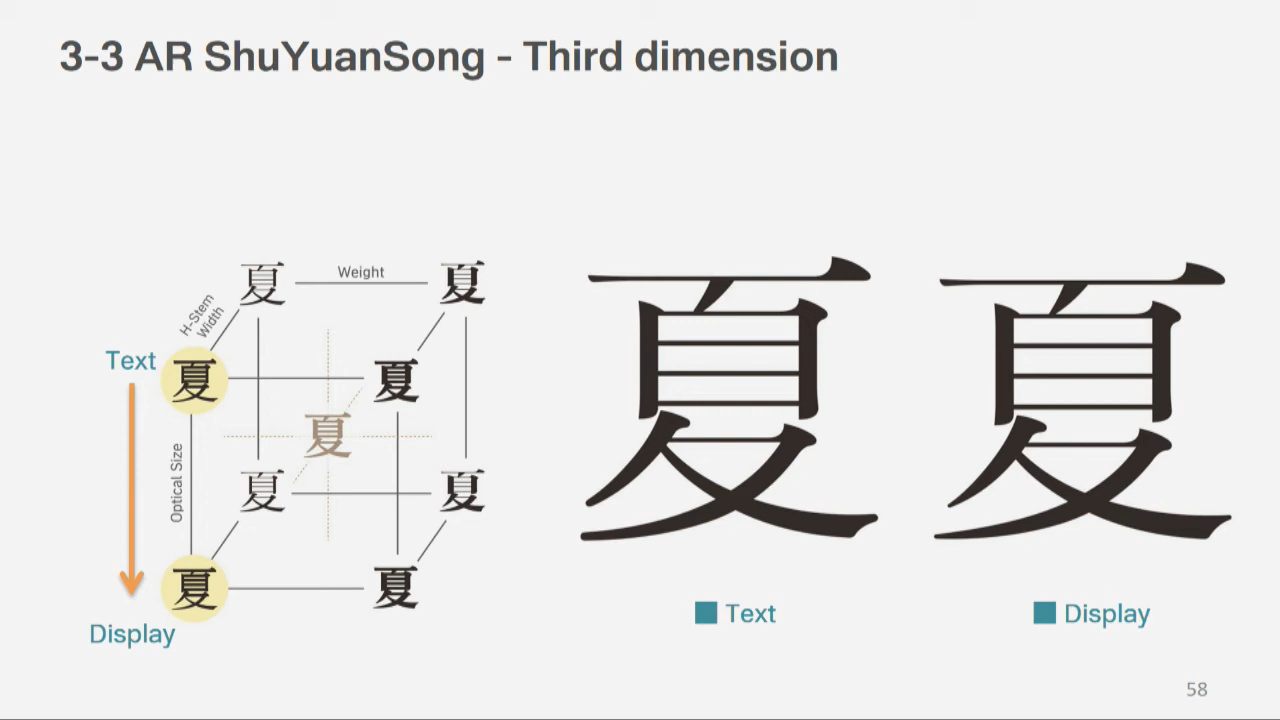 3-3 AR ShuYuanSong - Third dimension
夏 Weight 夏
H-Stem
Width
Text 夏 夏
夏
Optical Size
夏 夏
夏 夏
Display
夏 夏
Text Display
58